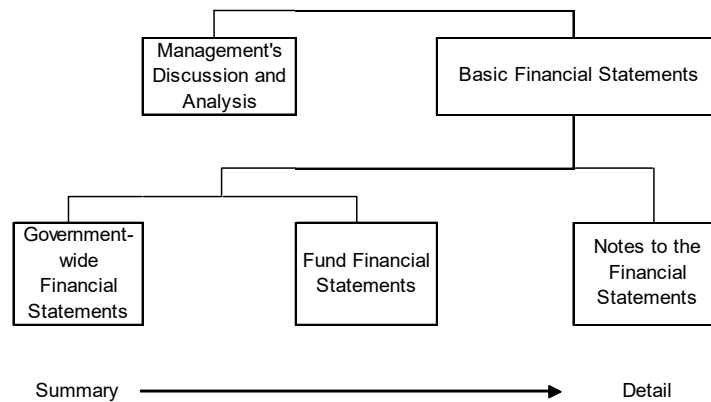 Management's
Discussion and
Analysis
Basic Financial Statements
Government-
wide
Financial
Statements
Fund Financial
Statements
Notes to the
Financial
Statements
Summary
Detail